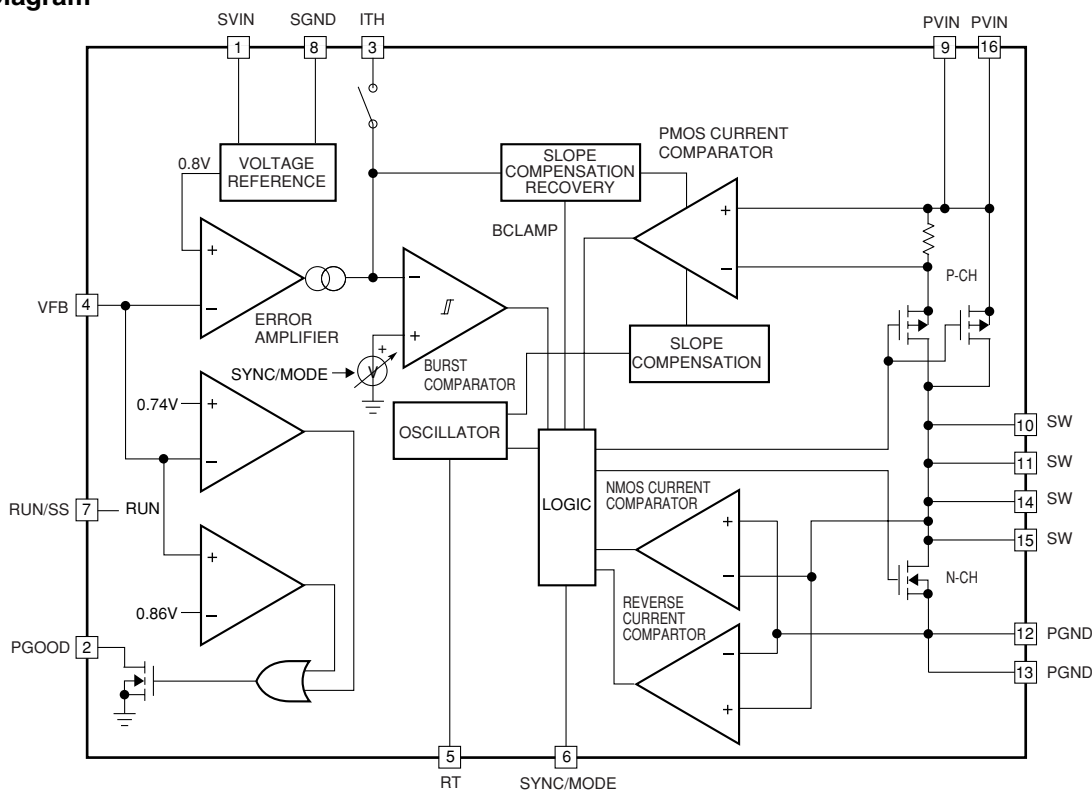 Diagram
SVIN
SGND
ITH
PVIN
PVIN
1
8
3
9
16
0.8V
VOLTAGE
REFERENCE
SLOPE
COMPENSATION
RECOVERY
PMOS CURRENT
COMPARATOR
BCLAMP
+
–
+
–
–
+
+
V
P-CH
VFB
4
ERROR
AMPLIFIER
SYNC/MODE
BURST
COMPARATOR
SLOPE
COMPENSATION
0.74V
+
–
OSCILLATOR
10
SW
11
SW
14
SW
15
SW
RUN/SS
7
RUN
LOGIC
NMOS CURRENT
COMPARATOR
+
–
N-CH
+
0.86V
–
REVERSE
CURRENT
COMPARTOR
–
+
PGOOD
2
12
PGND
13
PGND
5
RT
6
SYNC/MODE